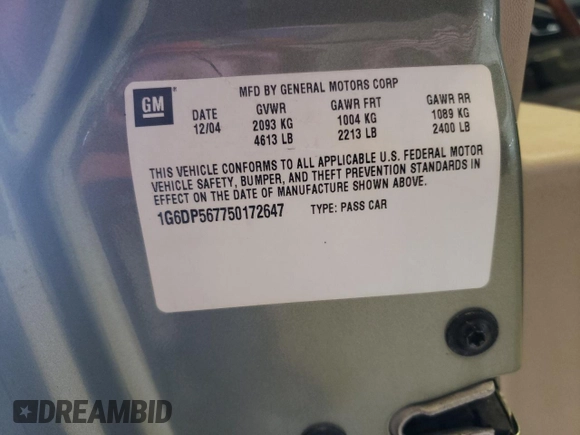 GM
MFD BY GENERAL MOTORS CORP
DATE GVWR GAWR FRT GAWR RR
12/04 2093 KG 1004 KG 1089 KG
4613 LB 2213 LB 2400 LB
THIS VEHICLE CONFORMS TO ALL APPLICABLE U.S. FEDERAL MOTOR
VEHICLE SAFETY, BUMPER, AND THEFT PREVENTION STANDARDS IN
EFFECT ON THE DATE OF MANUFACTURE SHOWN ABOVE.
1G6DP567750172647 TYPE: PASS CAR
DREAMBID